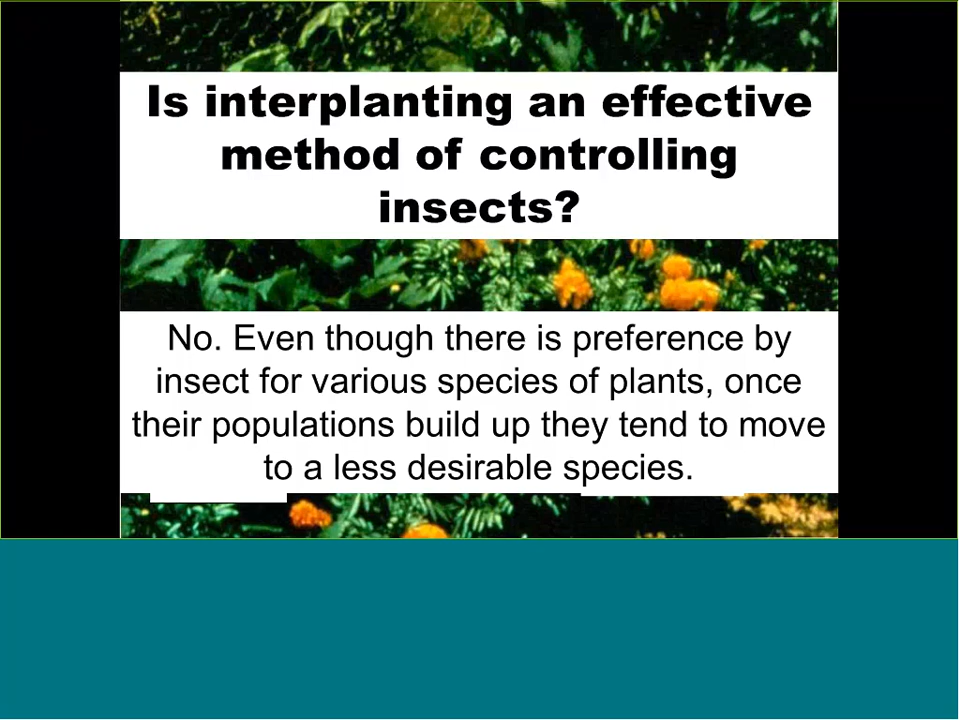 Is interplanting an effective
method of controlling
insects?
No. Even though there is preference by
insect for various species of plants, once
their populations build up they tend to move
to a less desirable species.